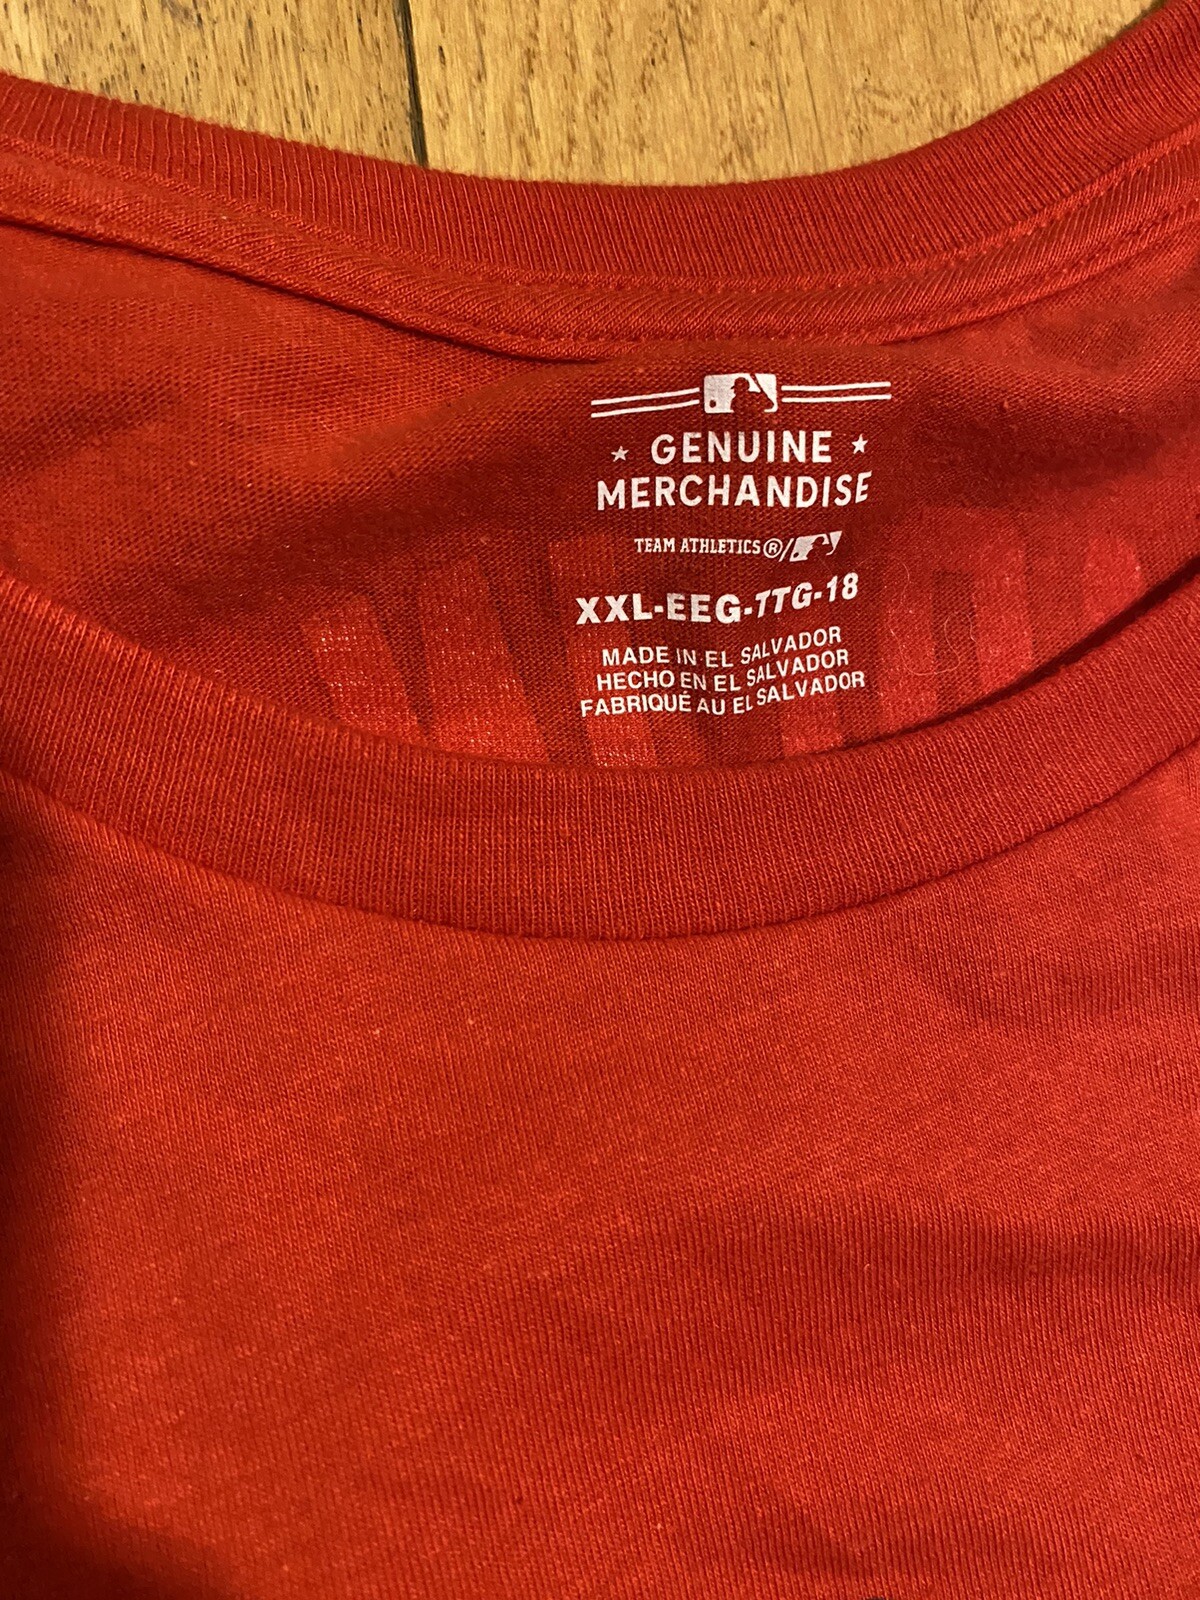 ★ GENUINE ★
MERCHANDISE
TEAM ATHLETICS®/
XXL-EEG-TTG-18
MADE IN EL SALVADOR
HECHO EN EL SALVADOR
FABRIQUÉ AU EL SALVADOR